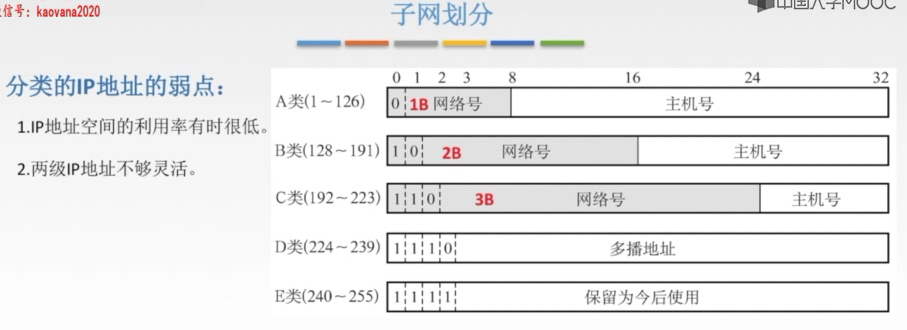 信号：kaovana2020
中国大学MOOC
子网划分
分类的IP地址的弱点：
1.IP地址空间的利用率有时很低。
2.两级IP地址不够灵活。
0 1 2 3 8 16 24 32
A类(1～126) 0 1B 网络号 主机号
B类(128～191) 1 0 2B 网络号 主机号
C类(192～223) 1 1 0 3B 网络号 主机号
D类(224～239) 1 1 1 0 多播地址
E类(240～255) 1 1 1 1 保留为今后使用